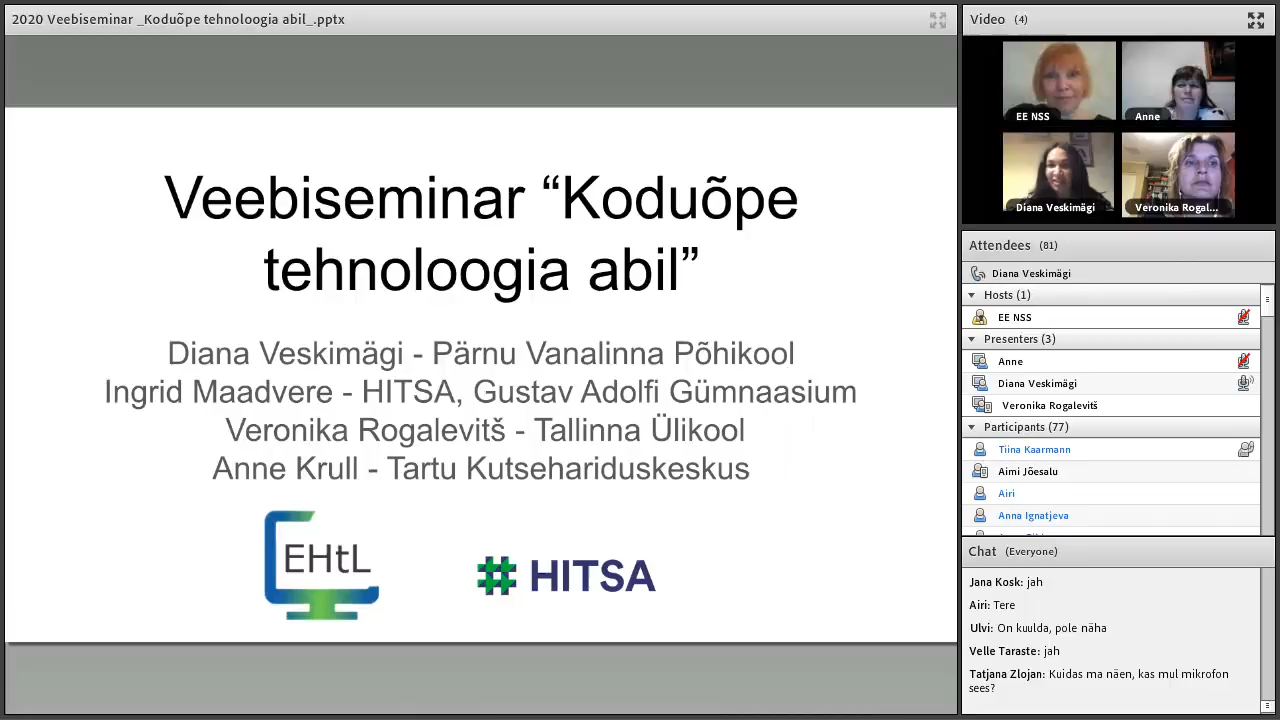 2020 Veebiseminar _Koduõpe tehnoloogia abil_.pptx
Veebiseminar “Koduõpe
tehnoloogia abil”
Diana Veskimägi - Pärnu Vanalinna Põhikool
Ingrid Maadvere - HITSA, Gustav Adolfi Gümnaasium
Veronika Rogalevitš - Tallinna Ülikool
Anne Krull - Tartu Kutsehariduskeskus
EHtL
HITSA
Video (4)
EE NSS
Anne
Diana Veskimägi
Veronika Rogal...
Attendees (81)
Diana Veskimägi
Hosts (1)
EE NSS
Presenters (3)
Anne
Diana Veskimägi
Veronika Rogalevitš
Participants (77)
Tiina Kaarmann
Aimi Jõesalu
Airi
Anna Ignatjeva
Chat (Everyone)
Jana Kosk: jah
Airi: Tere
Ulvi: On kuulda, pole näha
Velle Taraste: jah
Tatjana Zlojan: Kuidas ma näen, kas mul mikrofon
sees?